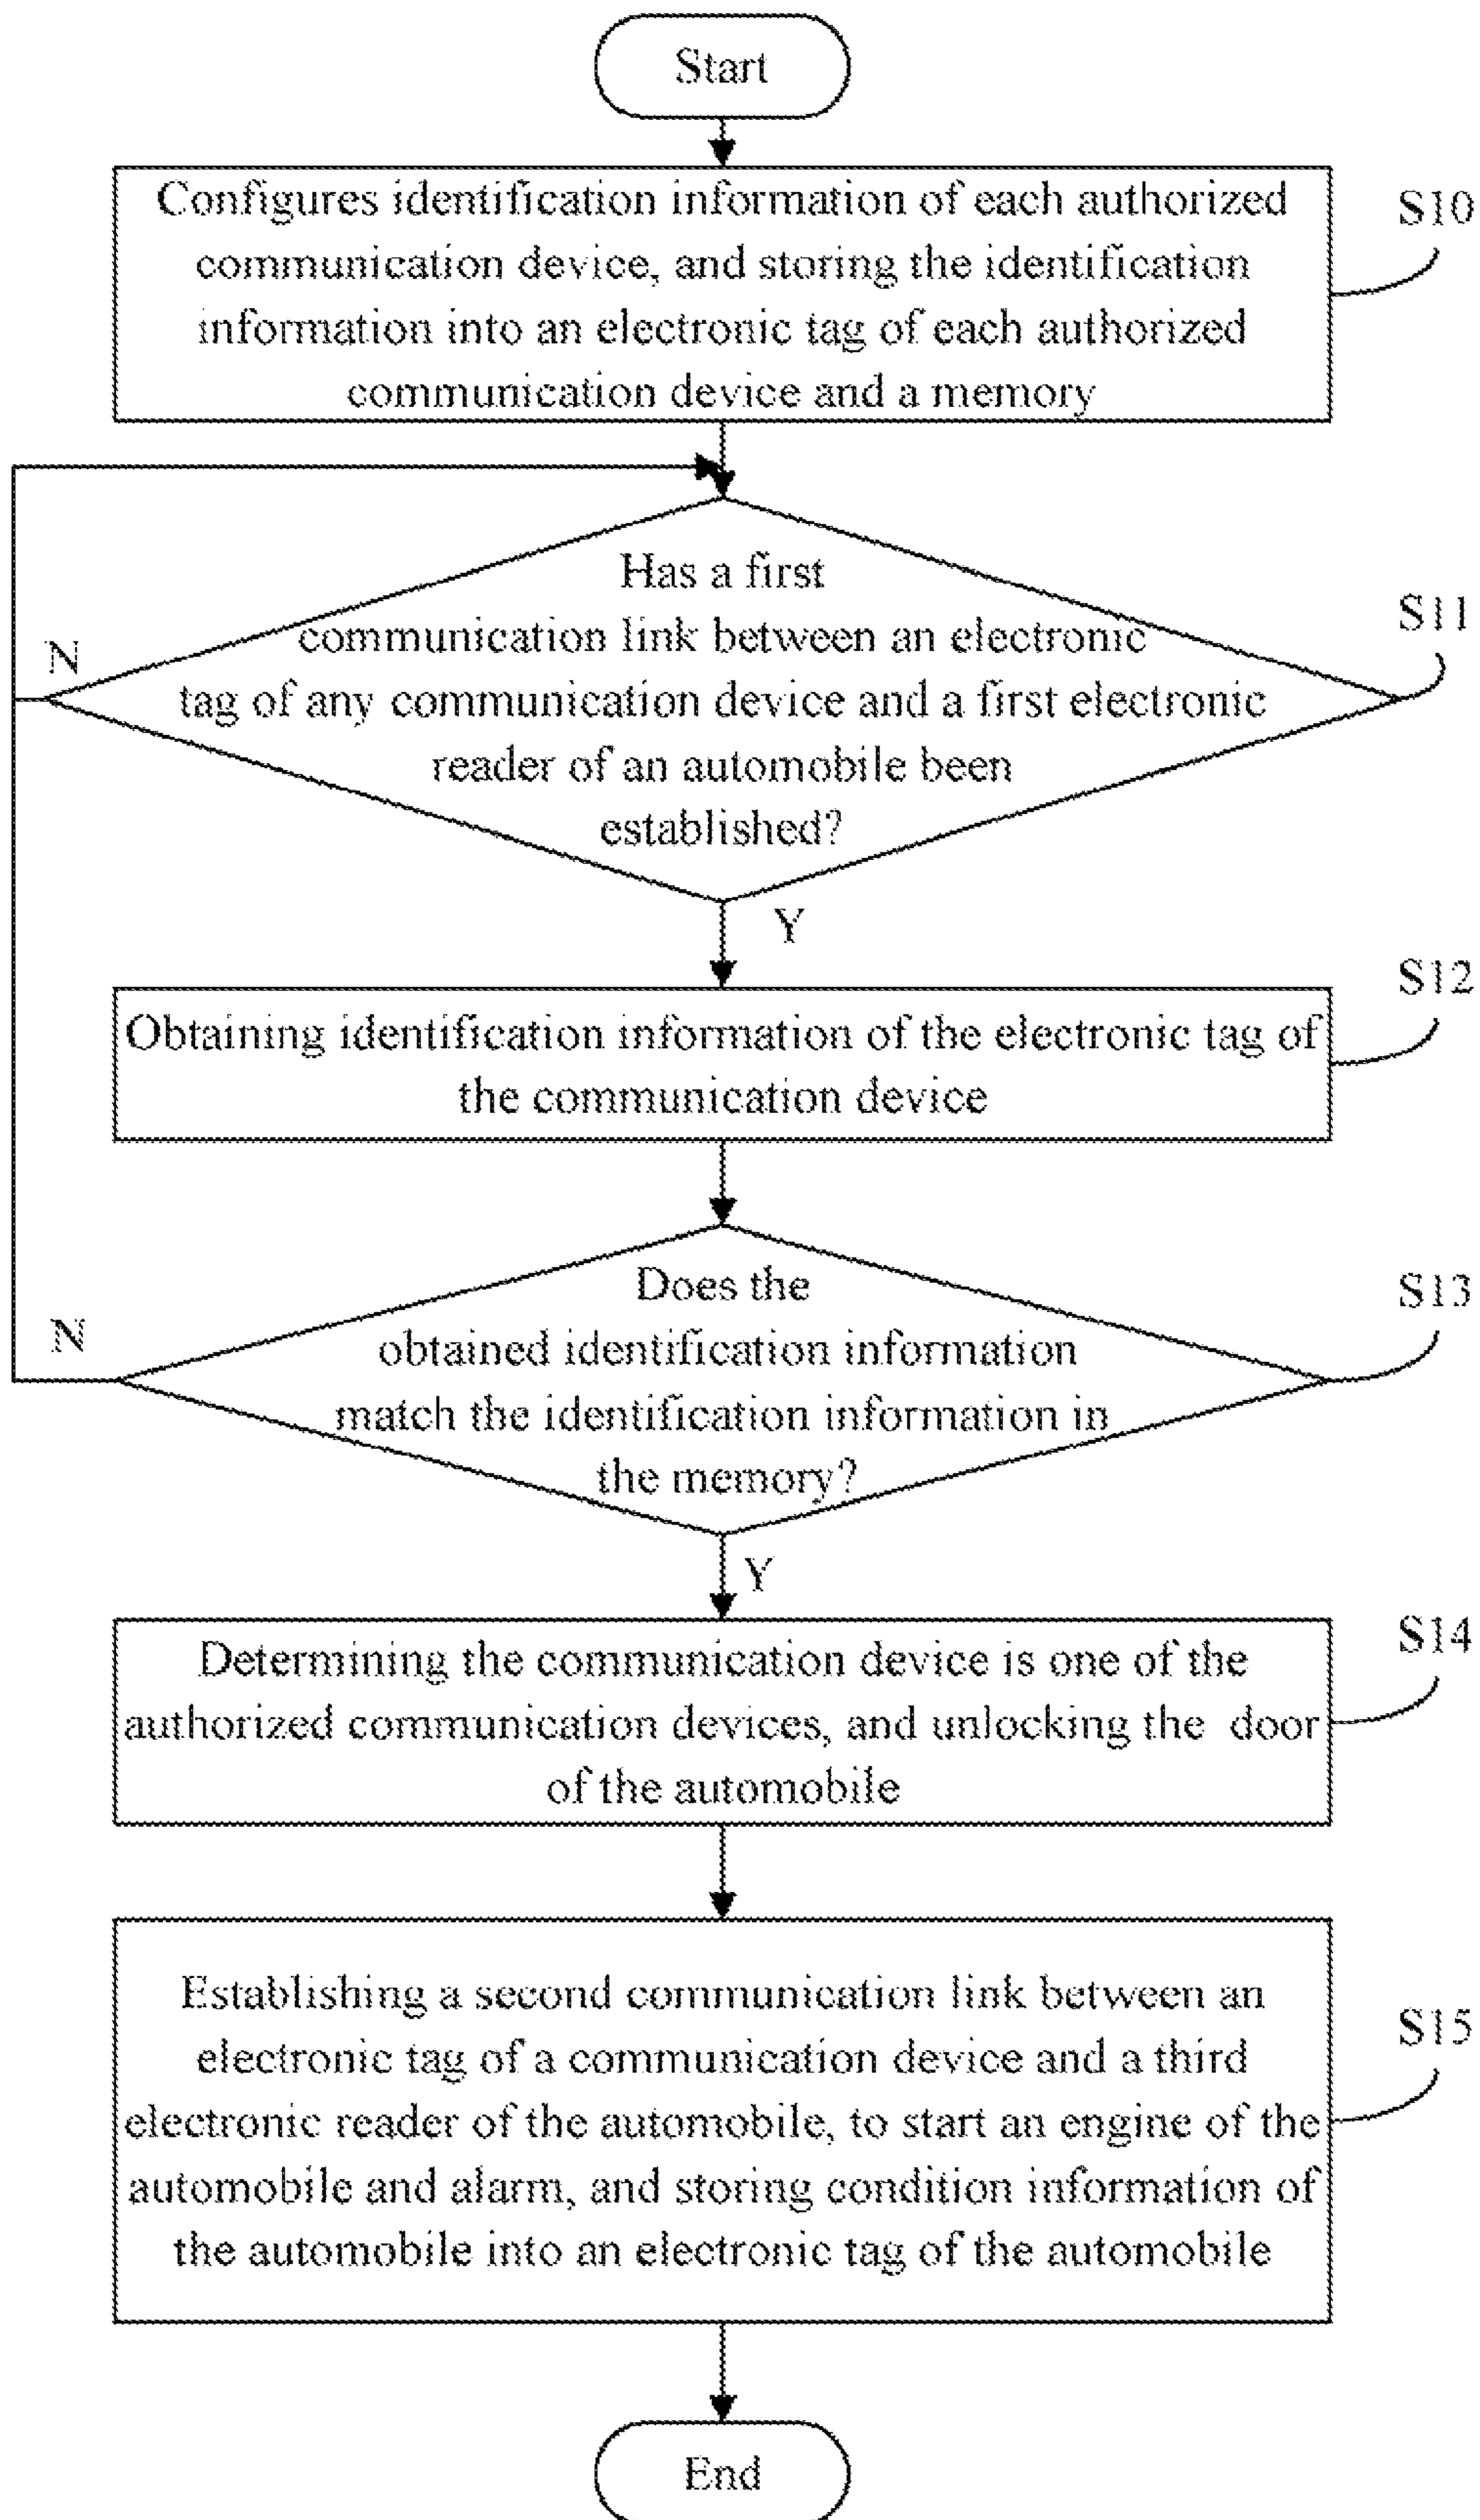 Start
Configures identification information of each authorized
communication device, and storing the identification
information into an electronic tag of each authorized
communication device and a memory
S10
Has a first
communication link between an electronic
tag of any communication device and a first electronic
reader of an automobile been
established?
S11
N
Y
Obtaining identification information of the electronic tag of
the communication device
S12
Does the
obtained identification information
match the identification information in
the memory?
S13
N
Y
Determining the communication device is one of the
authorized communication devices, and unlocking the door
of the automobile
S14
Establishing a second communication link between an
electronic tag of a communication device and a third
electronic reader of the automobile, to start an engine of the
automobile and alarm, and storing condition information of
the automobile into an electronic tag of the automobile
S15
End